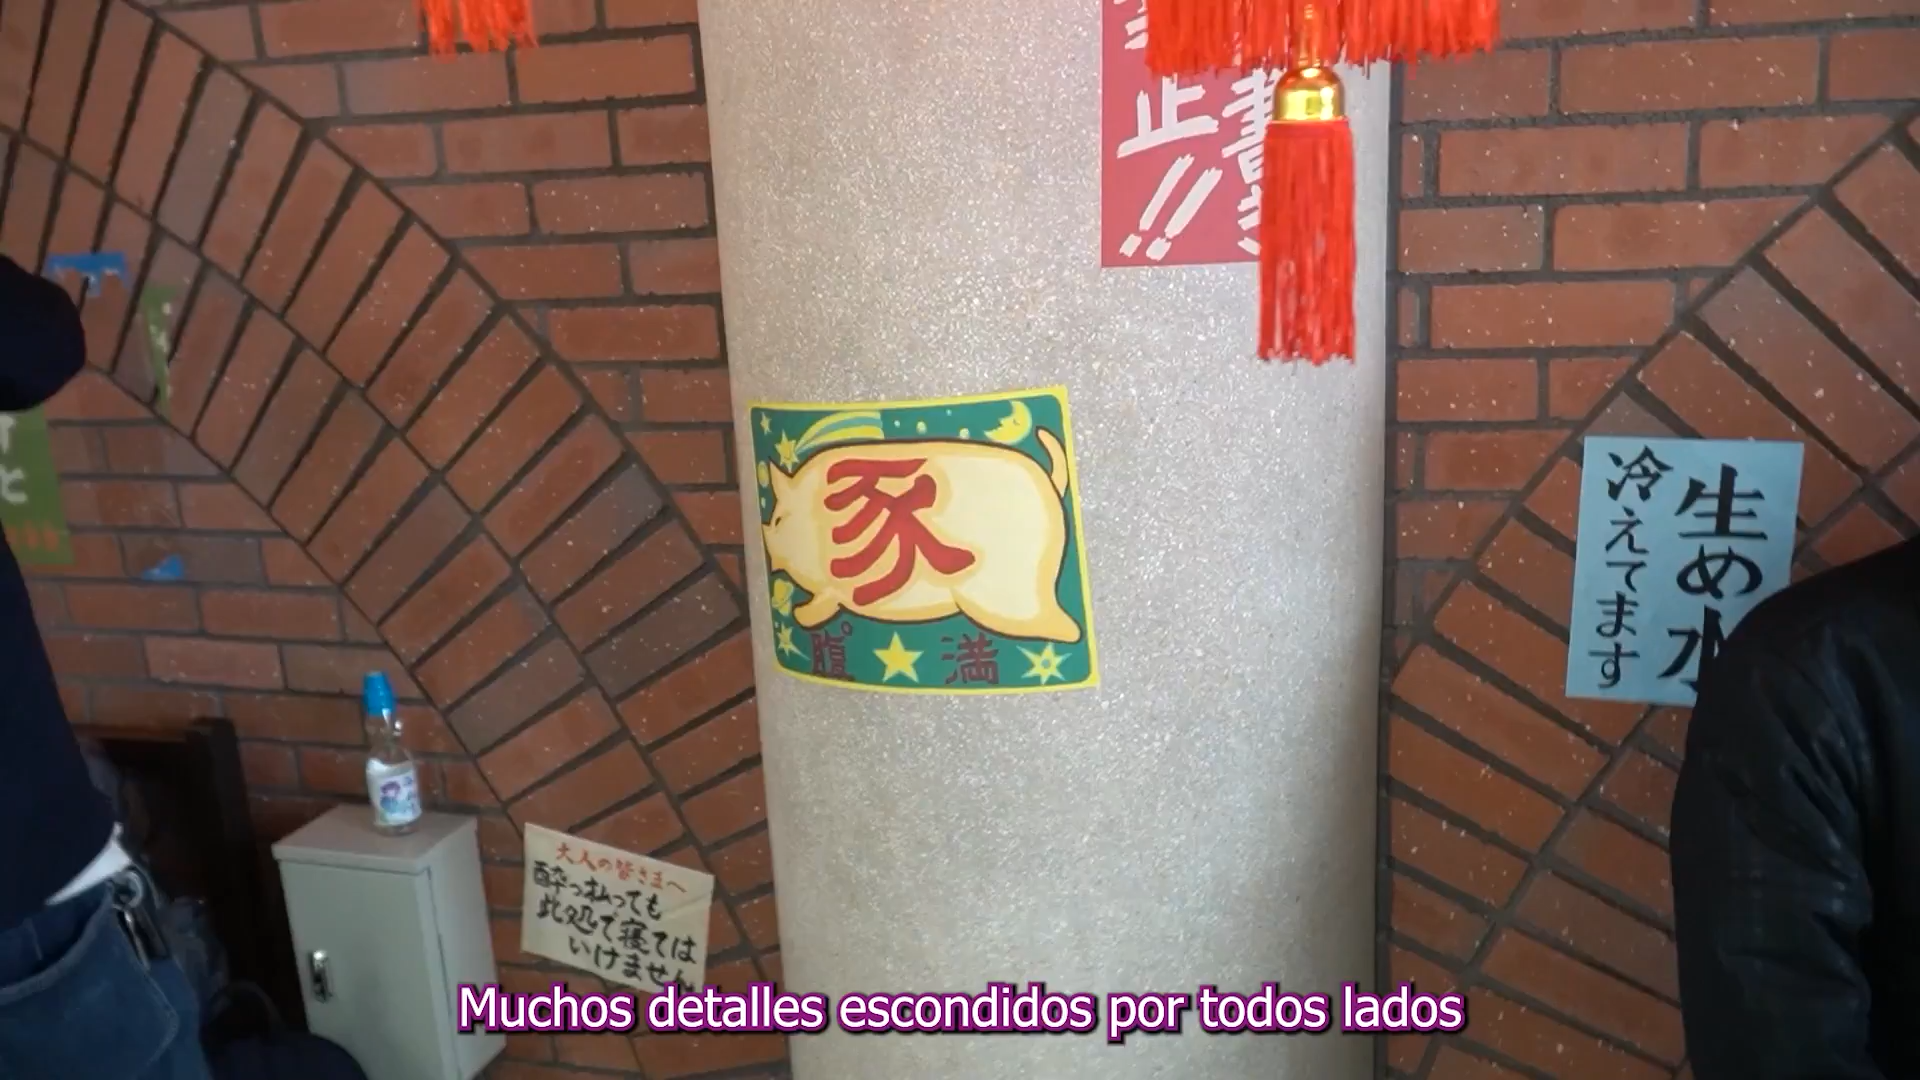 止
!!
豕
腹゜★満
生め水
冷えてます
と
大人の皆さまへ
酔っ払っても
此処で寝ては
いけません
Muchos detalles escondidos por todos lados